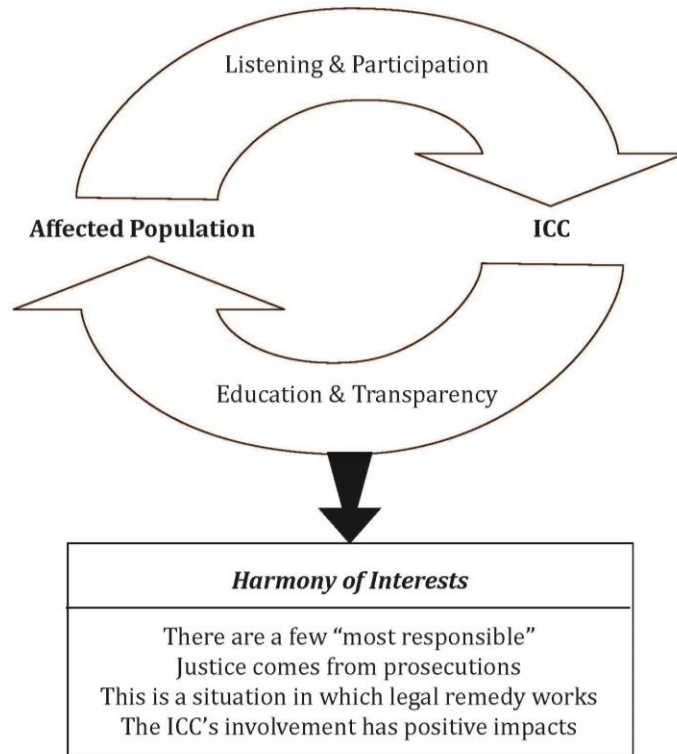 Listening & Participation
Affected Population
ICC
Education & Transparency
Harmony of Interests
There are a few “most responsible”
Justice comes from prosecutions
This is a situation in which legal remedy works
The ICC’s involvement has positive impacts